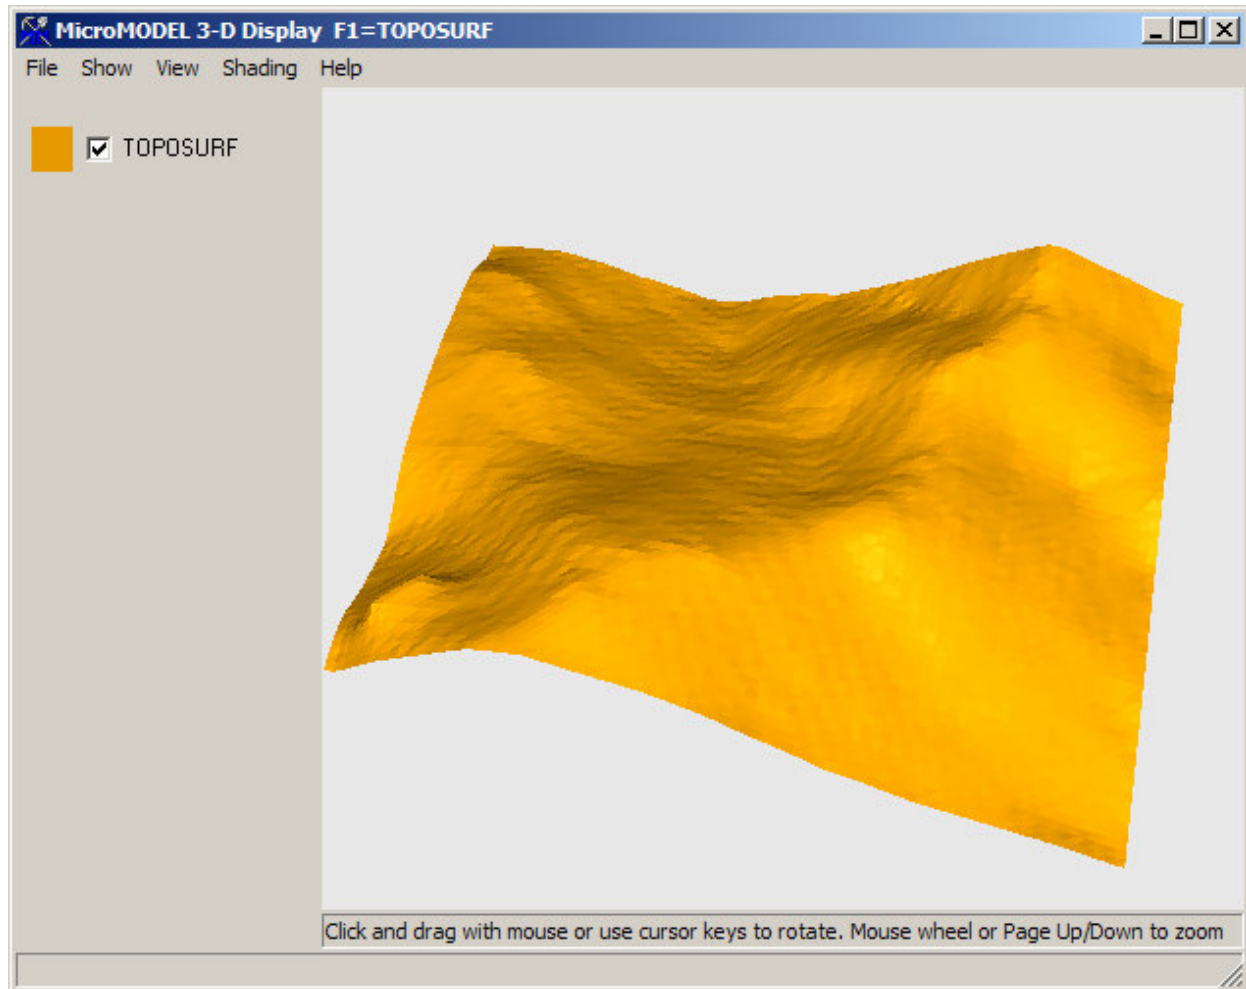 MicroMODEL 3-D Display F1=TOPOSURF
File Show View Shading Help
TOPOSURF
Click and drag with mouse or use cursor keys to rotate. Mouse wheel or Page Up/Down to zoom